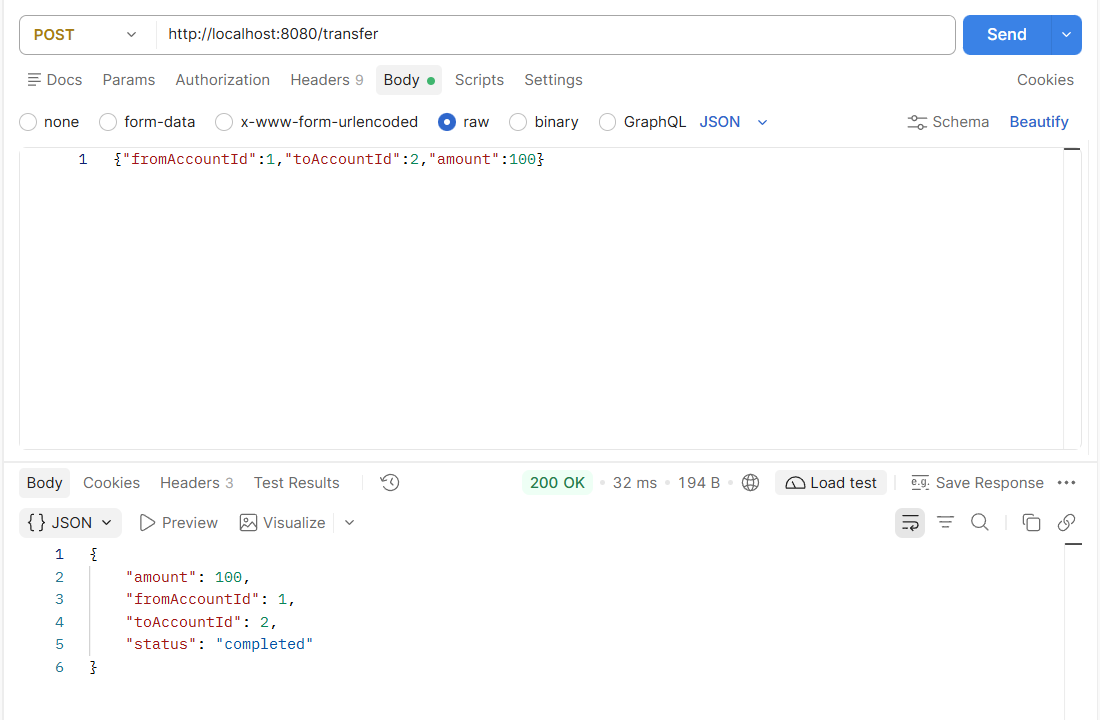 POST http://localhost:8080/transfer Send
Docs Params Authorization Headers 9 Body Scripts Settings Cookies
none form-data x-www-form-urlencoded raw binary GraphQL JSON Schema Beautify
1 {"fromAccountId":1,"toAccountId":2,"amount":100}
Body Cookies Headers 3 Test Results 200 OK • 32 ms • 194 B • Load test e.g. Save Response
{} JSON Preview Visualize
1 {
2 "amount": 100,
3 "fromAccountId": 1,
4 "toAccountId": 2,
5 "status": "completed"
6 }